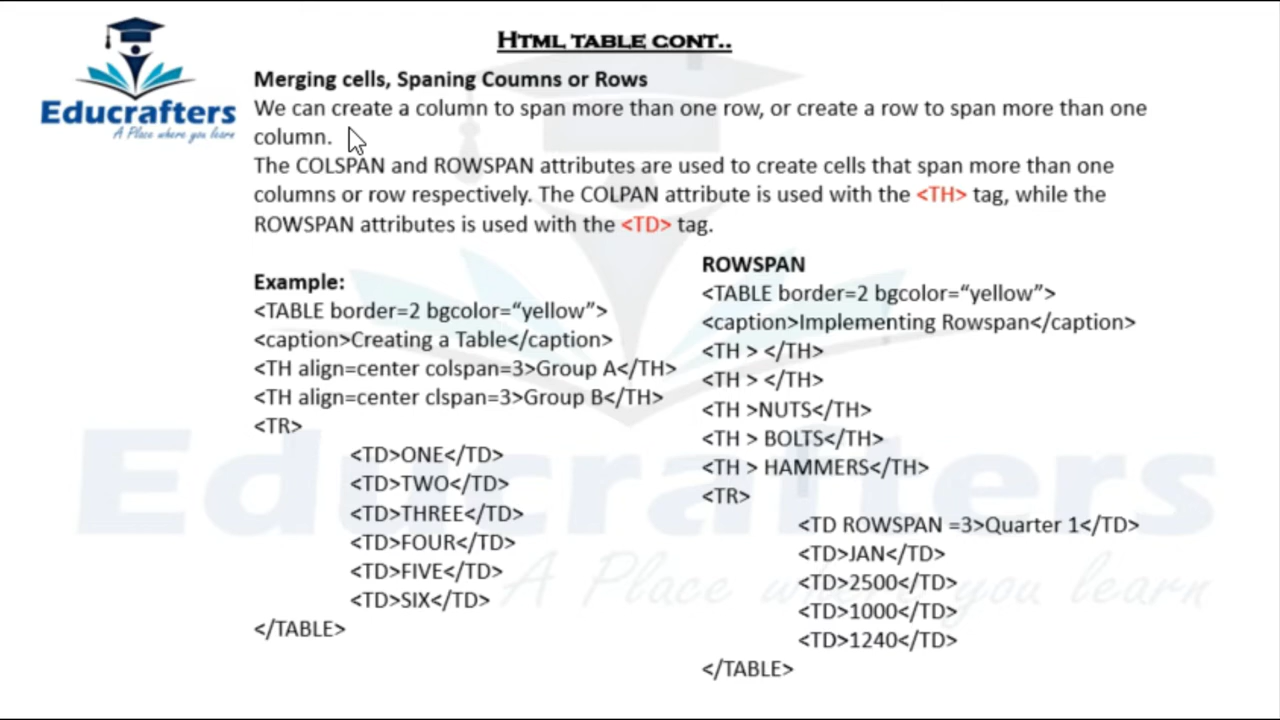 Educrafters
A Place where you learn
HTML TABLE CONT..
Merging cells, Spaning Coumns or Rows
We can create a column to span more than one row, or create a row to span more than one
column.
The COLSPAN and ROWSPAN attributes are used to create cells that span more than one
columns or row respectively. The COLPAN attribute is used with the <TH> tag, while the
ROWSPAN attributes is used with the <TD> tag.
Example:
<TABLE border=2 bgcolor=“yellow”>
<caption>Creating a Table</caption>
<TH align=center colspan=3>Group A</TH>
<TH align=center clspan=3>Group B</TH>
<TR>
<TD>ONE</TD>
<TD>TWO</TD>
<TD>THREE</TD>
<TD>FOUR</TD>
<TD>FIVE</TD>
<TD>SIX</TD>
</TABLE>
ROWSPAN
<TABLE border=2 bgcolor=“yellow”>
<caption>Implementing Rowspan</caption>
<TH > </TH>
<TH > </TH>
<TH >NUTS</TH>
<TH > BOLTS</TH>
<TH > HAMMERS</TH>
<TR>
<TD ROWSPAN =3>Quarter 1</TD>
<TD>JAN</TD>
<TD>2500</TD>
<TD>1000</TD>
<TD>1240</TD>
</TABLE>
Educrafters
A Place where you learn